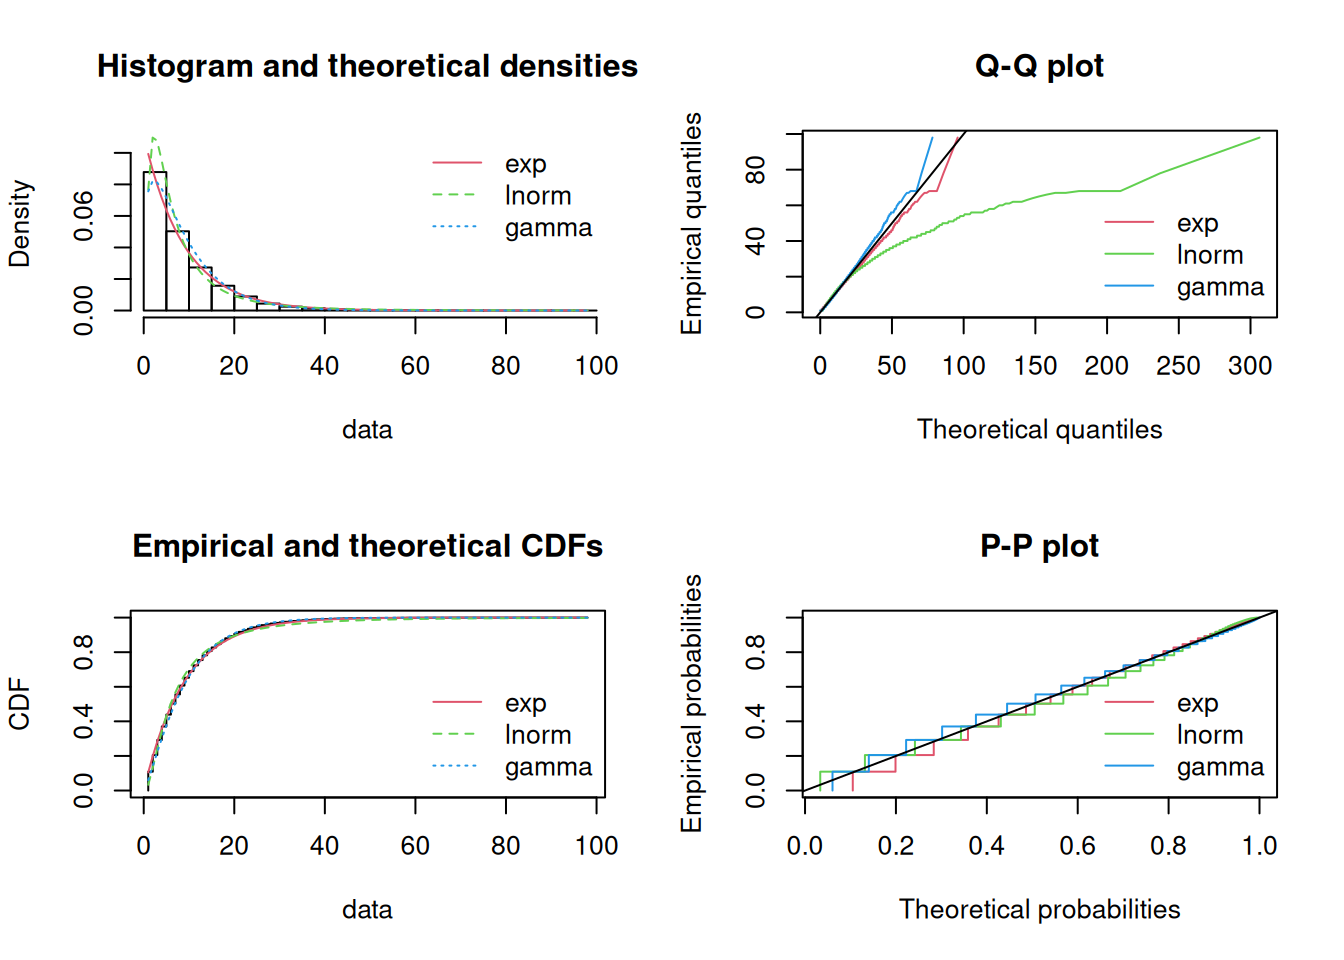 Histogram and theoretical densities
Density
0.00
0.06
0
20
40
60
80
100
data
exp
lnorm
gamma
Q-Q plot
Empirical quantiles
0
40
80
0
50
100
150
200
250
300
Theoretical quantiles
exp
lnorm
gamma
Empirical and theoretical CDFs
CDF
0.0
0.4
0.8
0
20
40
60
80
100
data
exp
lnorm
gamma
P-P plot
Empirical probabilities
0.0
0.4
0.8
0.0
0.2
0.4
0.6
0.8
1.0
Theoretical probabilities
exp
lnorm
gamma